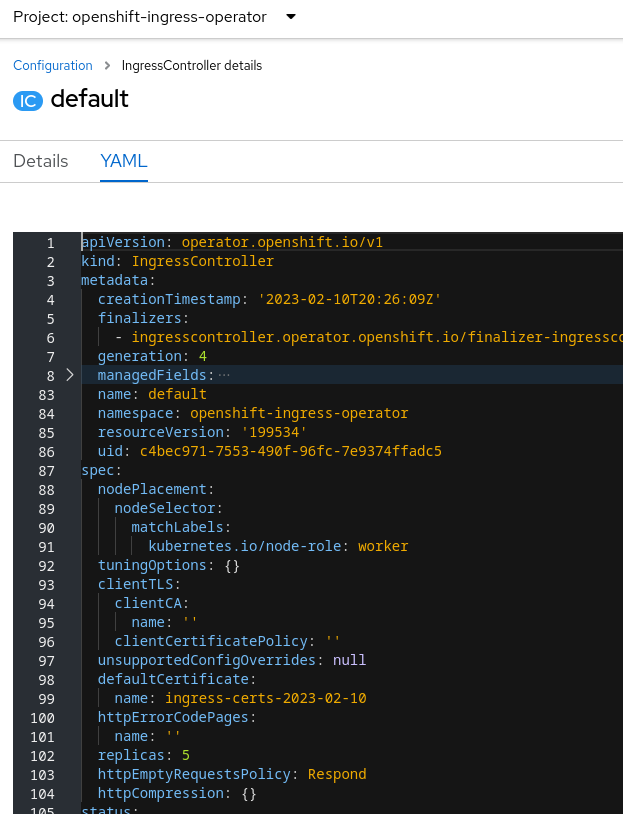 Project: openshift-ingress-operator
Configuration > IngressController details
IC default
Details YAML
1 apiVersion: operator.openshift.io/v1
2 kind: IngressController
3 metadata:
4 creationTimestamp: '2023-02-10T20:26:09Z'
5 finalizers:
6 - ingresscontroller.operator.openshift.io/finalizer-ingressco
7 generation: 4
8 managedFields: ...
83 name: default
84 namespace: openshift-ingress-operator
85 resourceVersion: '199534'
86 uid: c4bec971-7553-490f-96fc-7e9374ffadc5
87 spec:
88 nodePlacement:
89 nodeSelector:
90 matchLabels:
91 kubernetes.io/node-role: worker
92 tuningOptions: {}
93 clientTLS:
94 clientCA:
95 name: ''
96 clientCertificatePolicy: ''
97 unsupportedConfigOverrides: null
98 defaultCertificate:
99 name: ingress-certs-2023-02-10
100 httpErrorCodePages:
101 name: ''
102 replicas: 5
103 httpEmptyRequestsPolicy: Respond
104 httpCompression: {}
105 status: